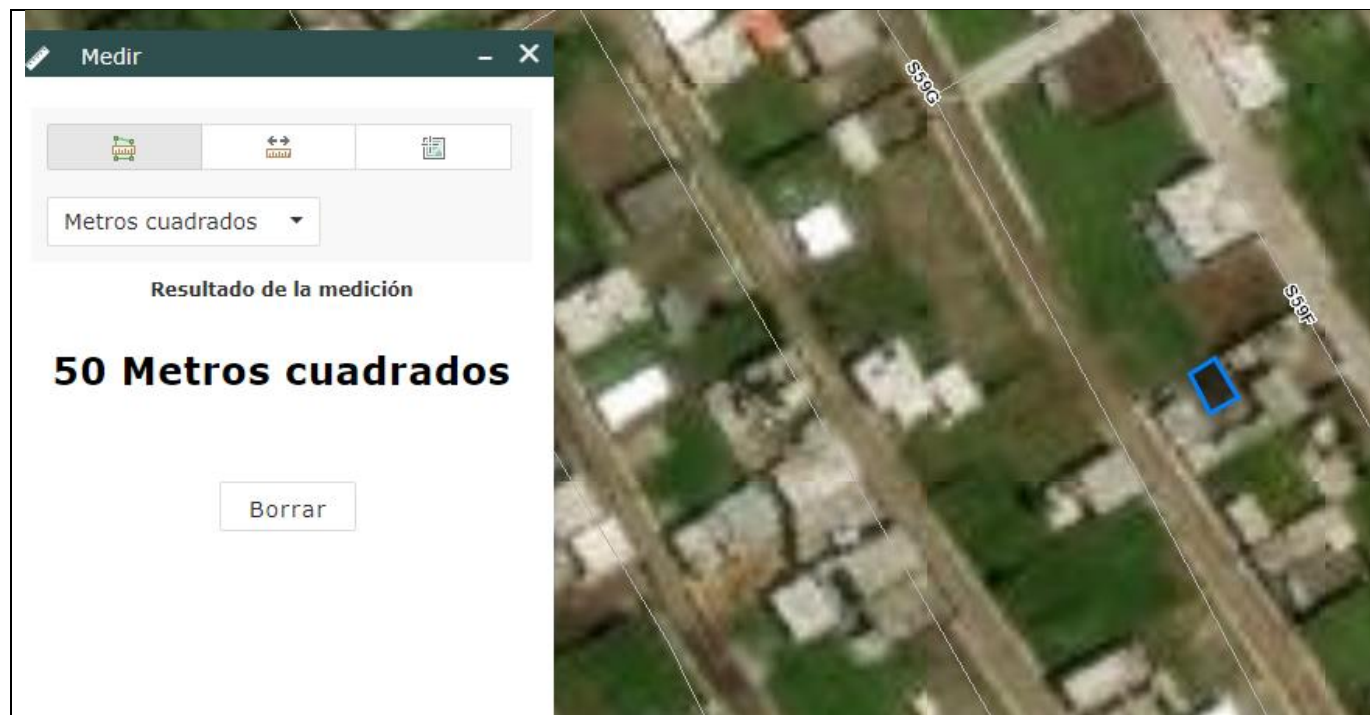 Medir
Metros cuadrados
Resultado de la medición
50 Metros cuadrados
Borrar
S59G
S59F